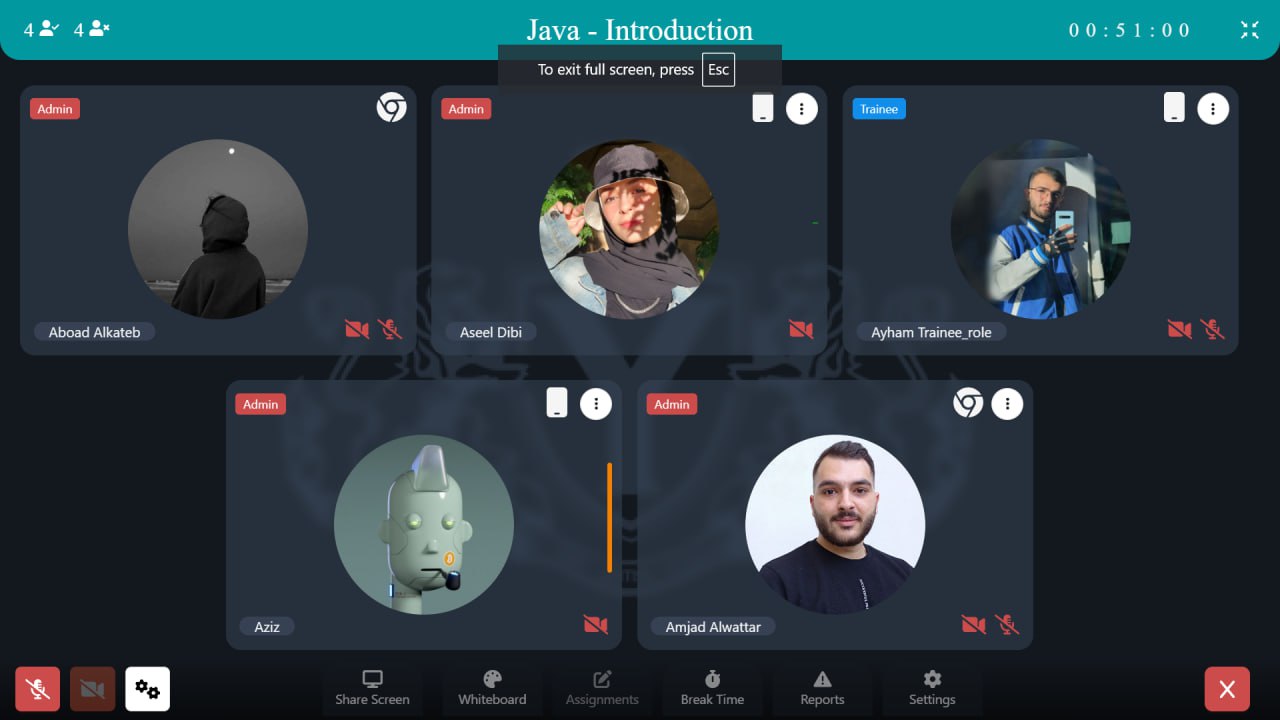 4 4 Java - Introduction 00:51:00
To exit full screen, press Esc
Admin
Admin
Trainee
Aboad Alkateb
Aseel Dibi
Ayham Trainee_role
Admin
Admin
Aziz
Amjad Alwattar
Share Screen
Whiteboard
Assignments
Break Time
Reports
Settings